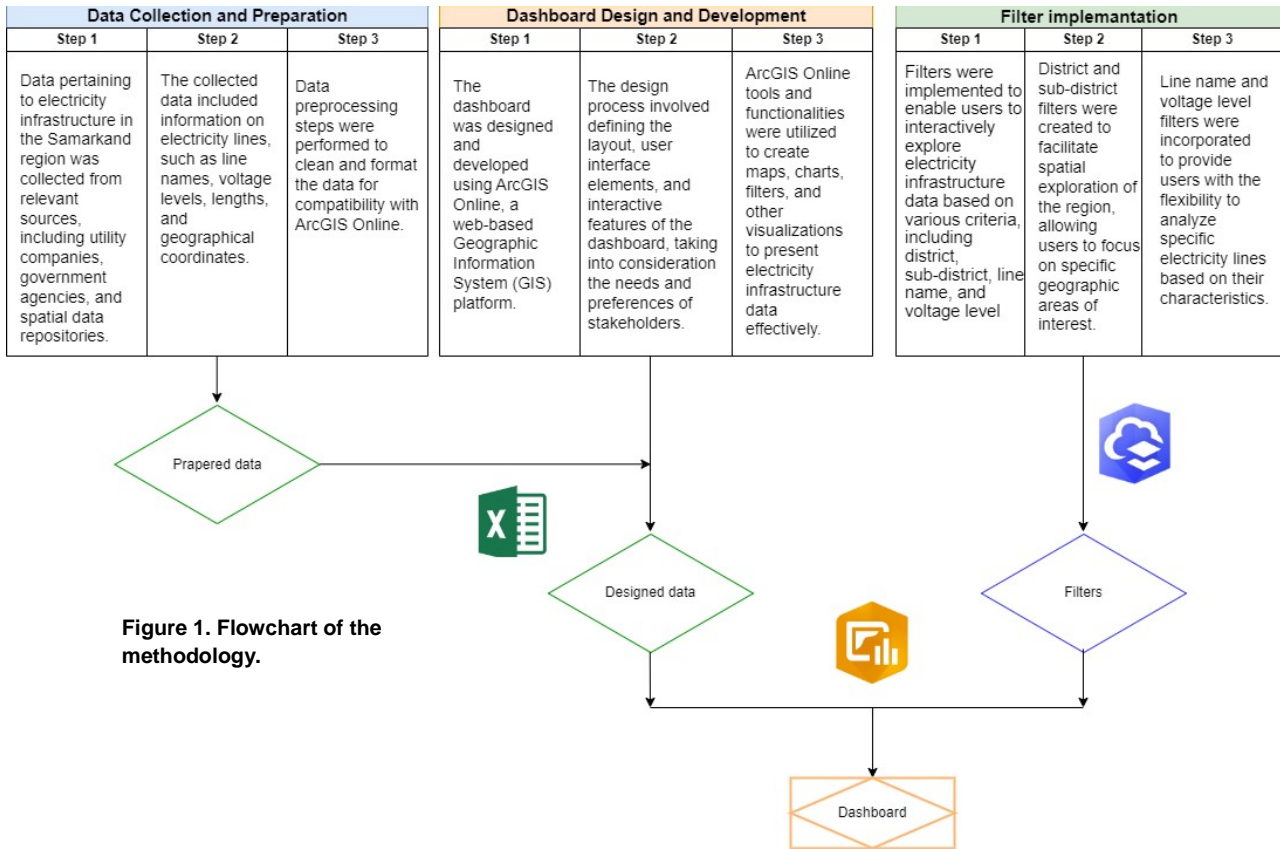 Data Collection and Preparation
Step 1
Step 2
Step 3
Data pertaining
to electricity
infrastructure in
the Samarkand
region was
collected from
relevant
sources,
including utility
companies,
government
agencies, and
spatial data
repositories.
The collected
data included
information on
electricity lines,
such as line
names, voltage
levels, lengths,
and
geographical
coordinates.
Data
preprocessing
steps were
performed to
clean and format
the data for
compatibility with
ArcGIS Online.
Dashboard Design and Development
Step 1
Step 2
Step 3
The
dashboard
was designed
and
developed
using ArcGIS
Online, a
web-based
Geographic
Information
System (GIS)
platform.
The design
process involved
defining the
layout, user
interface
elements, and
interactive
features of the
dashboard, taking
into consideration
the needs and
preferences of
stakeholders.
ArcGIS Online
tools and
functionalities
were utilized
to create
maps, charts,
filters, and
other
visualizations
to present
electricity
infrastructure
data
effectively.
Filter implemantation
Step 1
Step 2
Step 3
Filters were
implemented to
enable users to
interactively
explore
electricity
infrastructure
data based on
various criteria,
including
district,
sub-district, line
name, and
voltage level
District and
sub-district
filters were
created to
facilitate
spatial
exploration of
the region,
allowing
users to focus
on specific
geographic
areas of
interest.
Line name and
voltage level
filters were
incorporated
to provide
users with the
flexibility to
analyze
specific
electricity lines
based on their
characteristics.
Prapered data
X
Designed data
Filters
Figure 1. Flowchart of the
methodology.
Dashboard